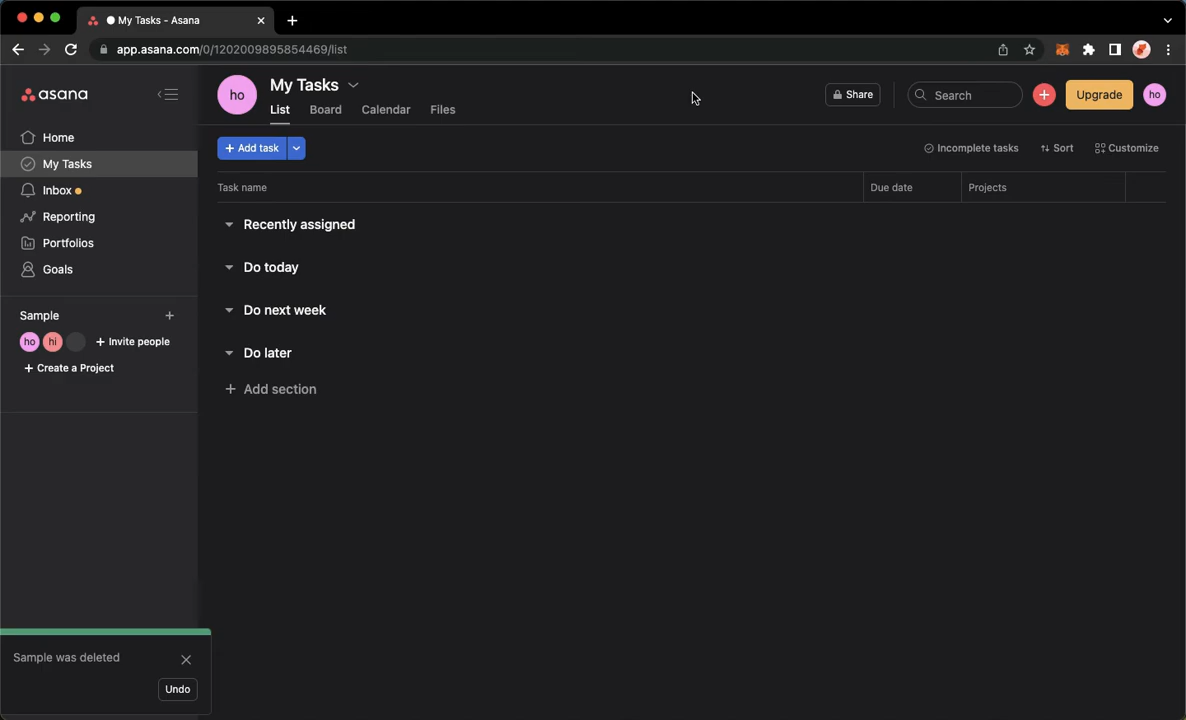 My Tasks - Asana
app.asana.com/0/1202009895854469/list
asana
Home
My Tasks
Inbox
Reporting
Portfolios
Goals
Sample
ho
hi
Invite people
Create a Project
Sample was deleted
Undo
ho
My Tasks
List
Board
Calendar
Files
Share
Search
Upgrade
ho
Add task
Incomplete tasks
Sort
Customize
Task name
Due date
Projects
Recently assigned
Do today
Do next week
Do later
Add section